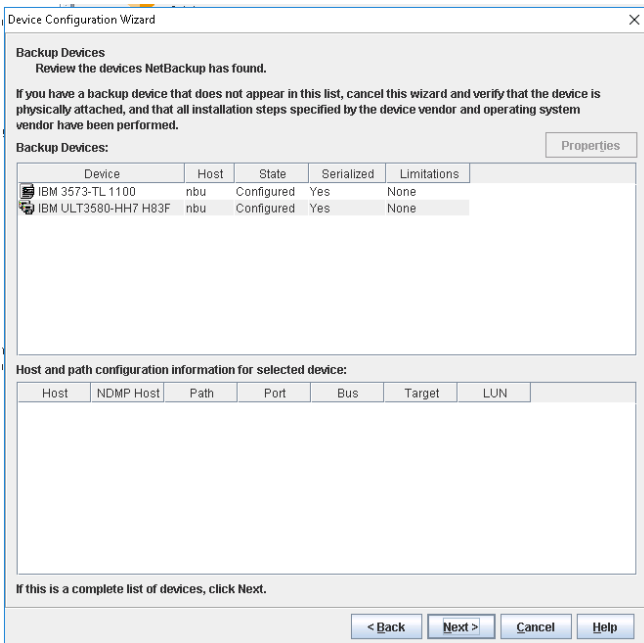 Device Configuration Wizard
Backup Devices
Review the devices NetBackup has found.
If you have a backup device that does not appear in this list, cancel this wizard and verify that the device is
physically attached, and that all installation steps specified by the device vendor and operating system
vendor have been performed.
Backup Devices:
Properties
Device Host State Serialized Limitations
IBM 3573-TL 1100 nbu Configured Yes None
IBM ULT3580-HH7 H83F nbu Configured Yes None
Host and path configuration information for selected device:
Host NDMP Host Path Port Bus Target LUN
If this is a complete list of devices, click Next.
< Back Next > Cancel Help